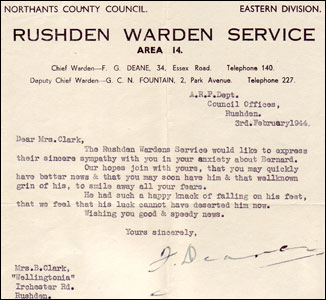 NORTHANTS COUNTY COUNCIL. EASTERN DIVISION.
RUSHDEN WARDEN SERVICE
AREA 14.
Chief Warden—F. G. DEANE, 34, Essex Road. Telephone 140.
Deputy Chief Warden—G. C. N. FOUNTAIN, 2, Park Avenue. Telephone 227.
A.R.P.Dept.
Council Offices,
Rushden.
3rd.February1944.
Dear Mrs.Clark,
The Rushden Wardens Service would like to express
their sincere sympathy with you in your anxiety about Bernard.
Our hopes join with yours, that you may quickly
have better news & that you may soon have him & that wellknown
grin of his, to smile away all your fears.
He had such a happy knack of falling on his feet,
that we feel that his luck cannot have deserted him now.
Wishing you good & speedy news.
Yours sincerely,
F. Deane
Mrs.B.Clark,
"Wellingtonia"
Irchester Rd.
Rushden.